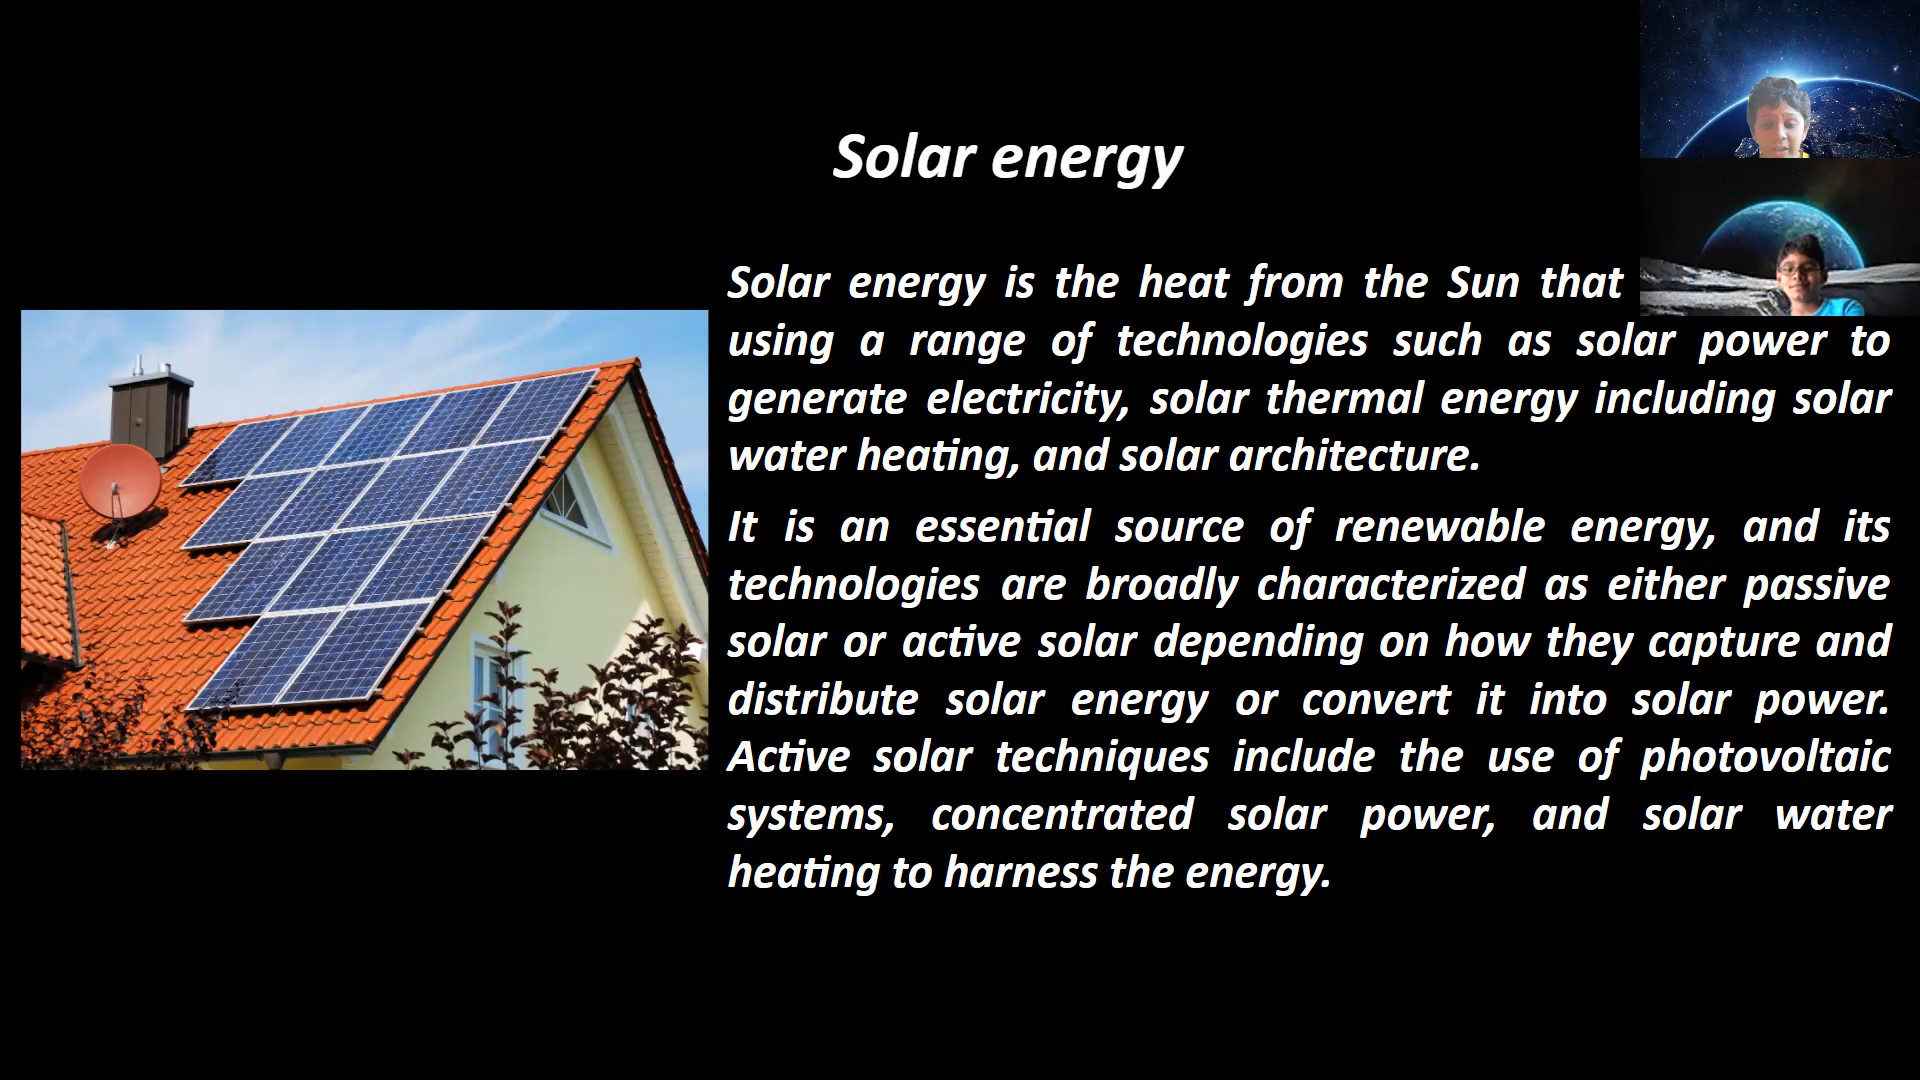 Solar energy
Solar energy is the heat from the Sun that
using a range of technologies such as solar power to
generate electricity, solar thermal energy including solar
water heating, and solar architecture.
It is an essential source of renewable energy, and its
technologies are broadly characterized as either passive
solar or active solar depending on how they capture and
distribute solar energy or convert it into solar power.
Active solar techniques include the use of photovoltaic
systems, concentrated solar power, and solar water
heating to harness the energy.